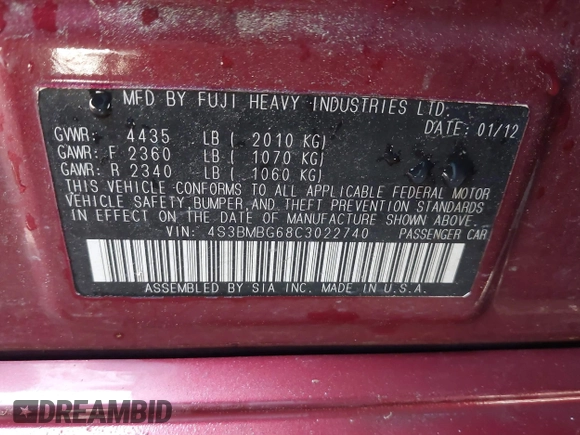 MFD BY FUJI HEAVY INDUSTRIES LTD.
DATE: 01/12
GVWR: 4435 LB ( 2010 KG)
GAWR: F 2360 LB ( 1070 KG)
GAWR: R 2340 LB ( 1060 KG)
THIS VEHICLE CONFORMS TO ALL APPLICABLE FEDERAL MOTOR
VEHICLE SAFETY, BUMPER, AND THEFT PREVENTION STANDARDS
IN EFFECT ON THE DATE OF MANUFACTURE SHOWN ABOVE.
VIN: 4S3BMBG68C3022740 PASSENGER CAR
ASSEMBLED BY SIA INC. MADE IN U.S.A.
DREAMBID